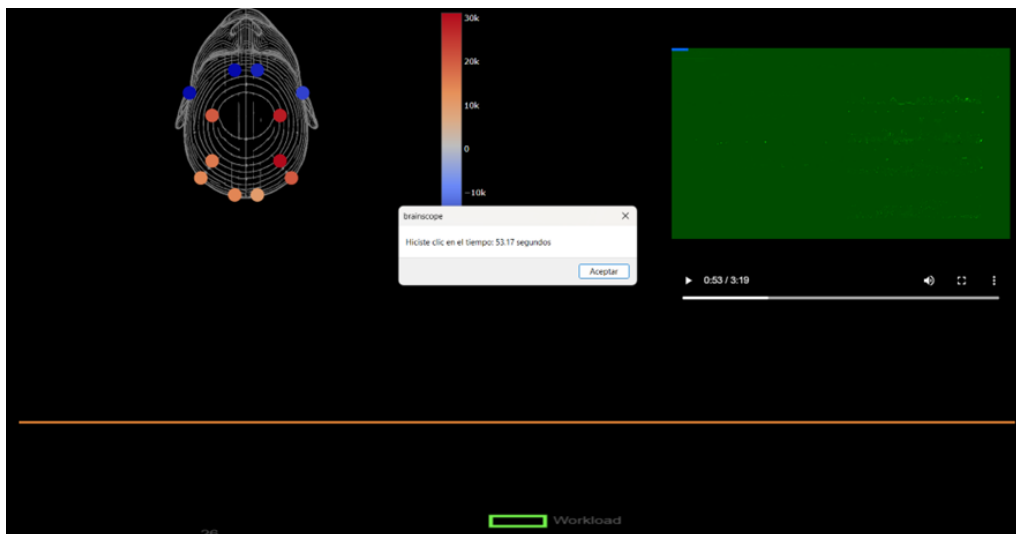 30k
20k
10k
0
−10k
brainscope
Hiciste clic en el tiempo: 53.17 segundos
Aceptar
0:53 / 3:19
Workload